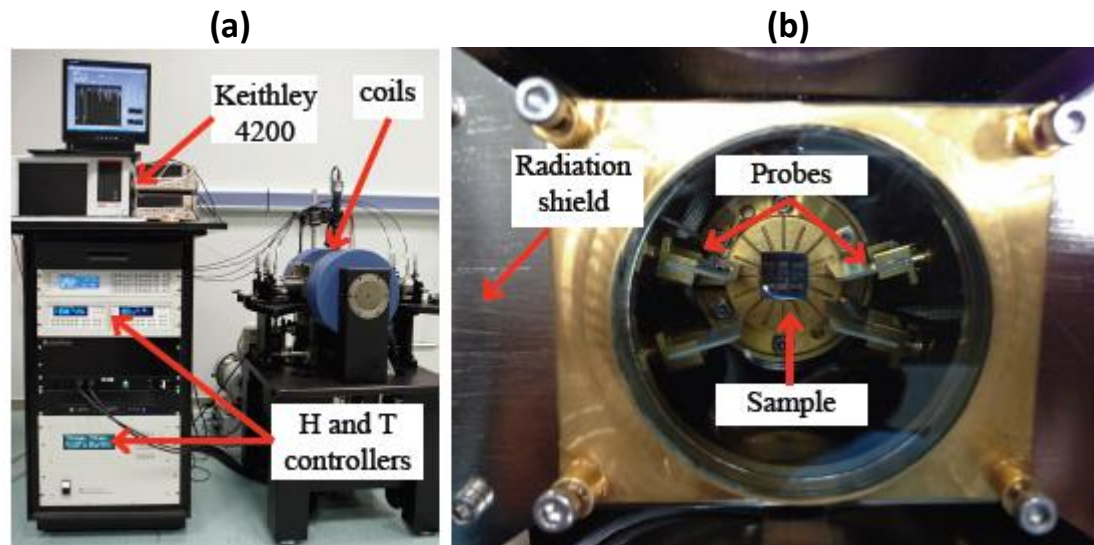 (a)
(b)
Keithley
4200
coils
H and T
controllers
Radiation
shield
Probes
Sample